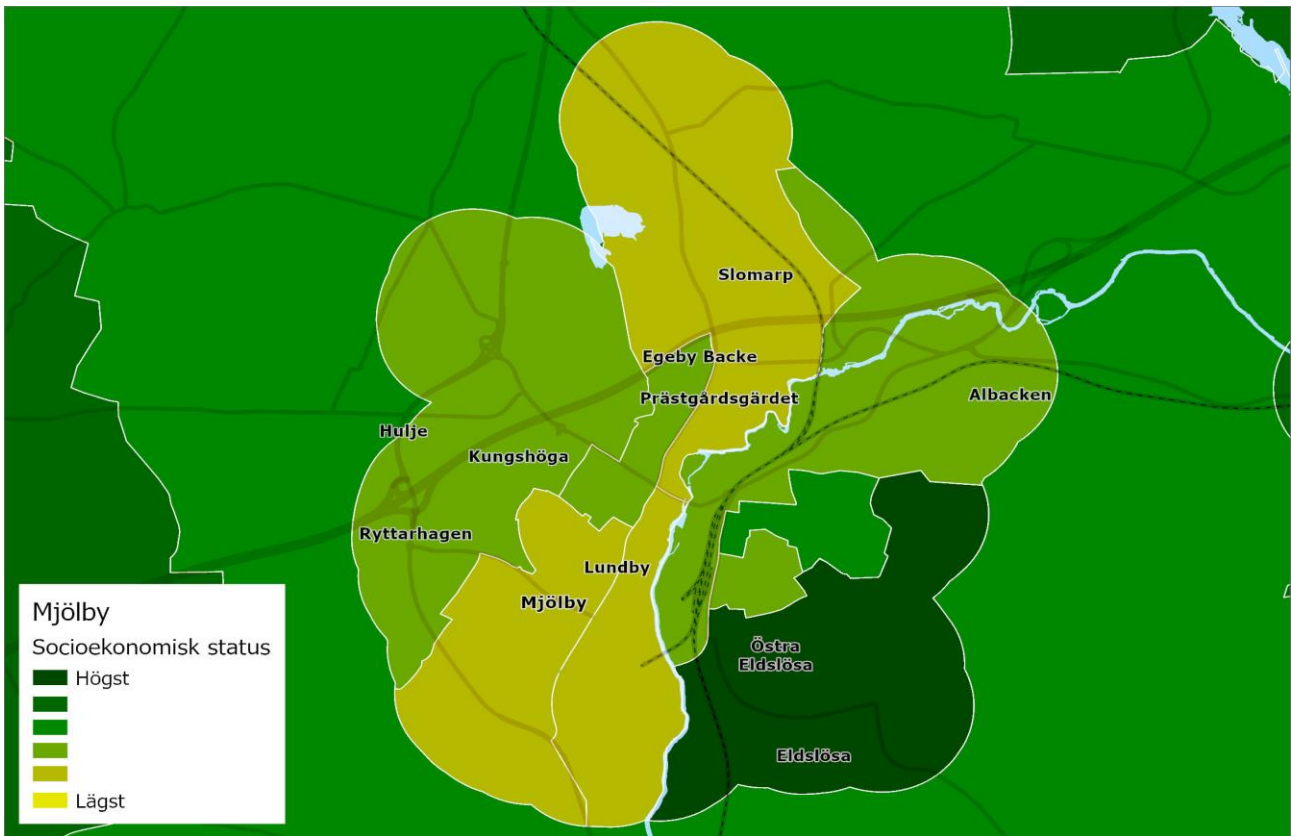 Slomarp
Egeby Backe
Prästgårdsgärdet
Albacken
Hulje
Kungshöga
Ryttarhagen
Lundby
Mjölby
Östra
Eldslösa
Eldslösa
Mjölby
Socioekonomisk status
Högst
Lägst